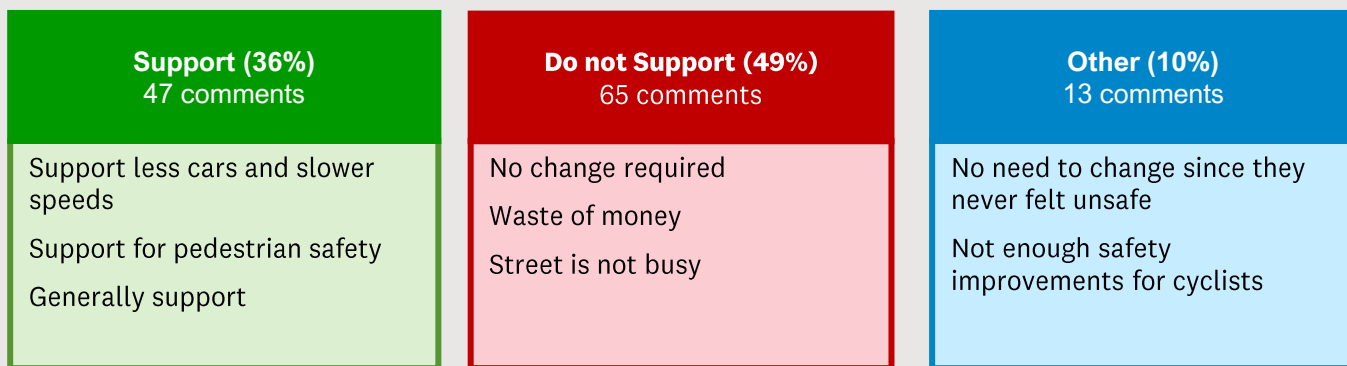 Support (36%)
47 comments
Support less cars and slower
speeds
Support for pedestrian safety
Generally support
Do not Support (49%)
65 comments
No change required
Waste of money
Street is not busy
Other (10%)
13 comments
No need to change since they
never felt unsafe
Not enough safety
improvements for cyclists